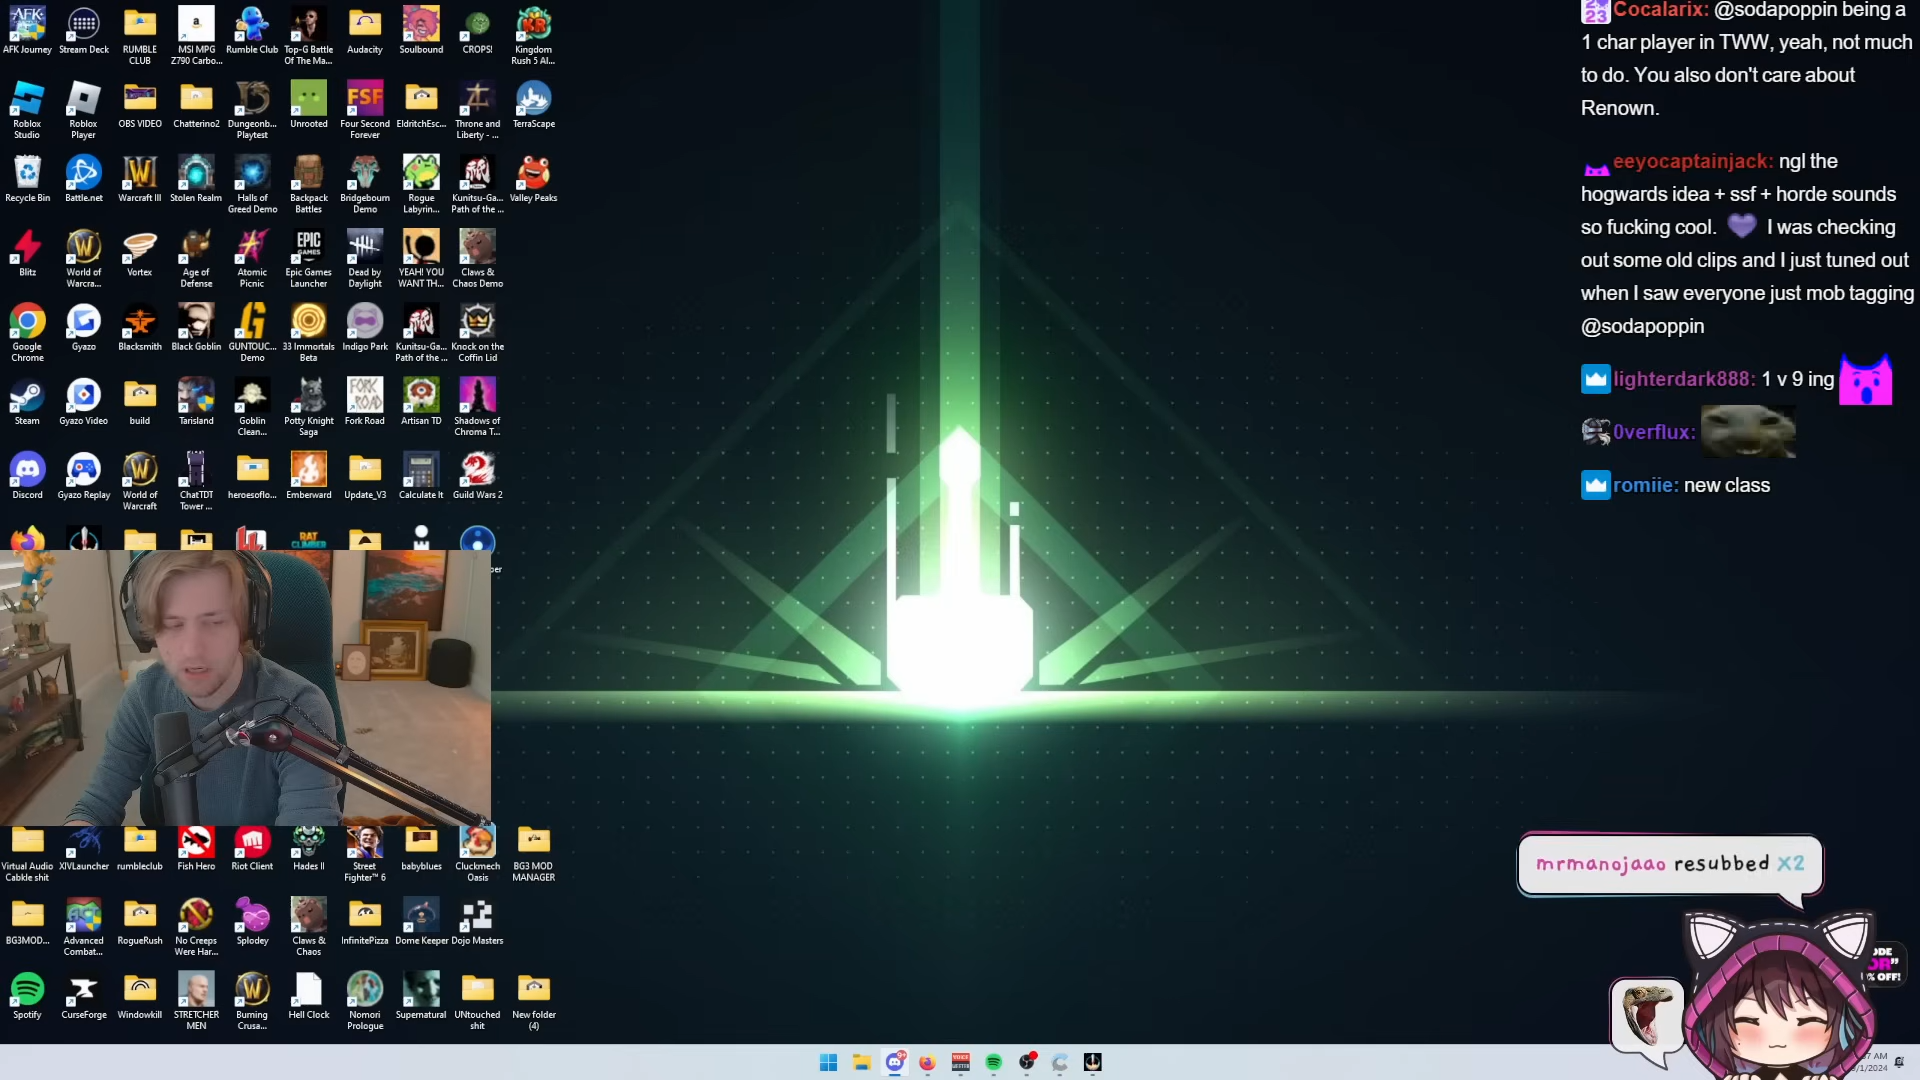 AFK Journey
Stream Deck
RUMBLE CLUB
MSI MPG Z790 Carbo...
Rumble Club
Top-G Battle Of The Ma...
Audacity
Soulbound
CROPS!
Kingdom Rush 5 Al...
Roblox Studio
Roblox Player
OBS VIDEO
Chatterino2
Dungeonb... Playtest
Unrooted
FSF
Four Second Forever
EldritchEsc...
Throne and Liberty - ...
TerraScape
Recycle Bin
Battle.net
Warcraft III
Stolen Realm
Halls of Greed Demo
Backpack Battles
Bridgebourn Demo
Rogue Labyrin...
Kunitsu-Ga... Path of the ...
Valley Peaks
Blitz
World of Warcra...
Vortex
Age of Defense
Atomic Picnic
EPIC GAMES
Epic Games Launcher
Dead by Daylight
YEAH! YOU WANT TH...
Claws & Chaos Demo
Google Chrome
Gyazo
Blacksmith
Black Goblin
GUNTOUC... Demo
33 Immortals Beta
Indigo Park
Kunitsu-Ga... Path of the ...
Knock on the Coffin Lid
Steam
Gyazo Video
build
Tarisland
Goblin Clean...
Potty Knight Saga
FORK ROAD
Fork Road
Artisan TD
Shadows of Chroma T...
Discord
Gyazo Replay
World of Warcraft
ChatTDT Tower ...
heroesoflo...
Emberward
Update_V3
Calculate It
Guild Wars 2
RAT CLIMBER
Virtual Audio Cabkle shit
XIVLauncher
rumbleclub
Fish Hero
Riot Client
Hades II
Street Fighter™ 6
babyblues
Cluckmech Oasis
BG3 MOD MANAGER
BG3MOD...
Advanced Combat...
RogueRush
No Creeps Were Har...
Splodey
Claws & Chaos
InfinitePizza
Dome Keeper
Dojo Masters
Spotify
CurseForge
Windowkill
STRETCHER MEN
Burning Crusa...
Hell Clock
Nomori Prologue
Supernatural
UNtouched shit
New folder (4)
Cocalarix: @sodapoppin being a
1 char player in TWW, yeah, not much
to do. You also don't care about
Renown.
eeyocaptainjack: ngl the
hogwards idea + ssf + horde sounds
so fucking cool. I was checking
out some old clips and I just tuned out
when I saw everyone just mob tagging
@sodapoppin
lighterdark888: 1 v 9 ing
0verflux:
romiie: new class
mrmanojaao resubbed X2